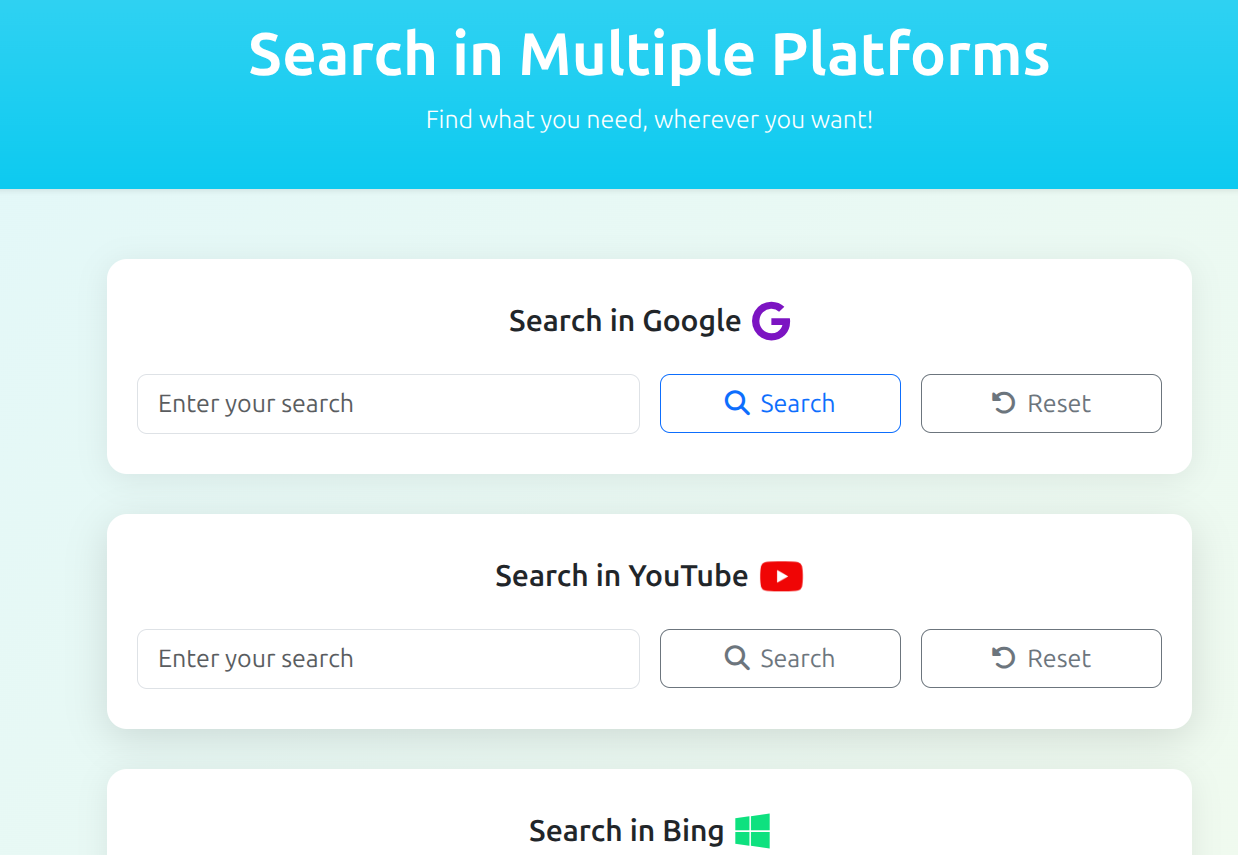 Search in Multiple Platforms
Find what you need, wherever you want!
Search in Google
Enter your search
Search
Reset
Search in YouTube
Enter your search
Search
Reset
Search in Bing